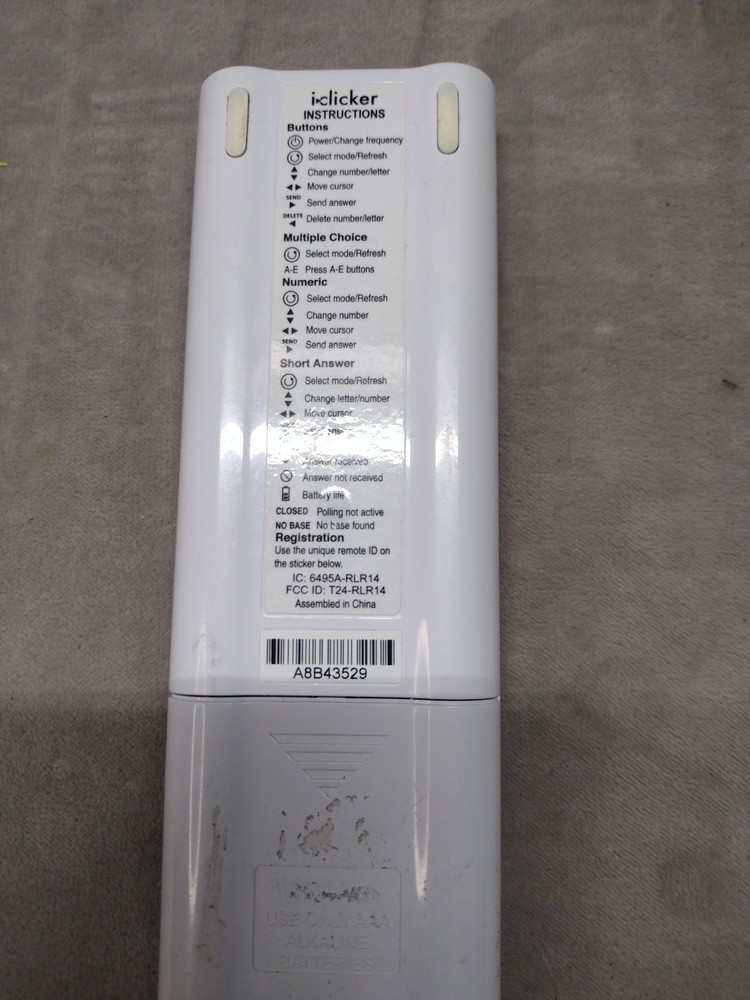 i>clicker
INSTRUCTIONS
Buttons
Power/Change frequency
Select mode/Refresh
Change number/letter
Move cursor
SEND Send answer
DELETE Delete number/letter
Multiple Choice
Select mode/Refresh
A-E Press A-E buttons
Numeric
Select mode/Refresh
Change number
Move cursor
SEND Send answer
Short Answer
Select mode/Refresh
Change letter/number
Move cursor
Answer received
Answer not received
Battery life
CLOSED Polling not active
NO BASE No base found
Registration
Use the unique remote ID on
the sticker below.
IC: 6495A-RLR14
FCC ID: T24-RLR14
Assembled in China
A8B43529
USE ONLY AAA
ALKALINE
BATTERIES